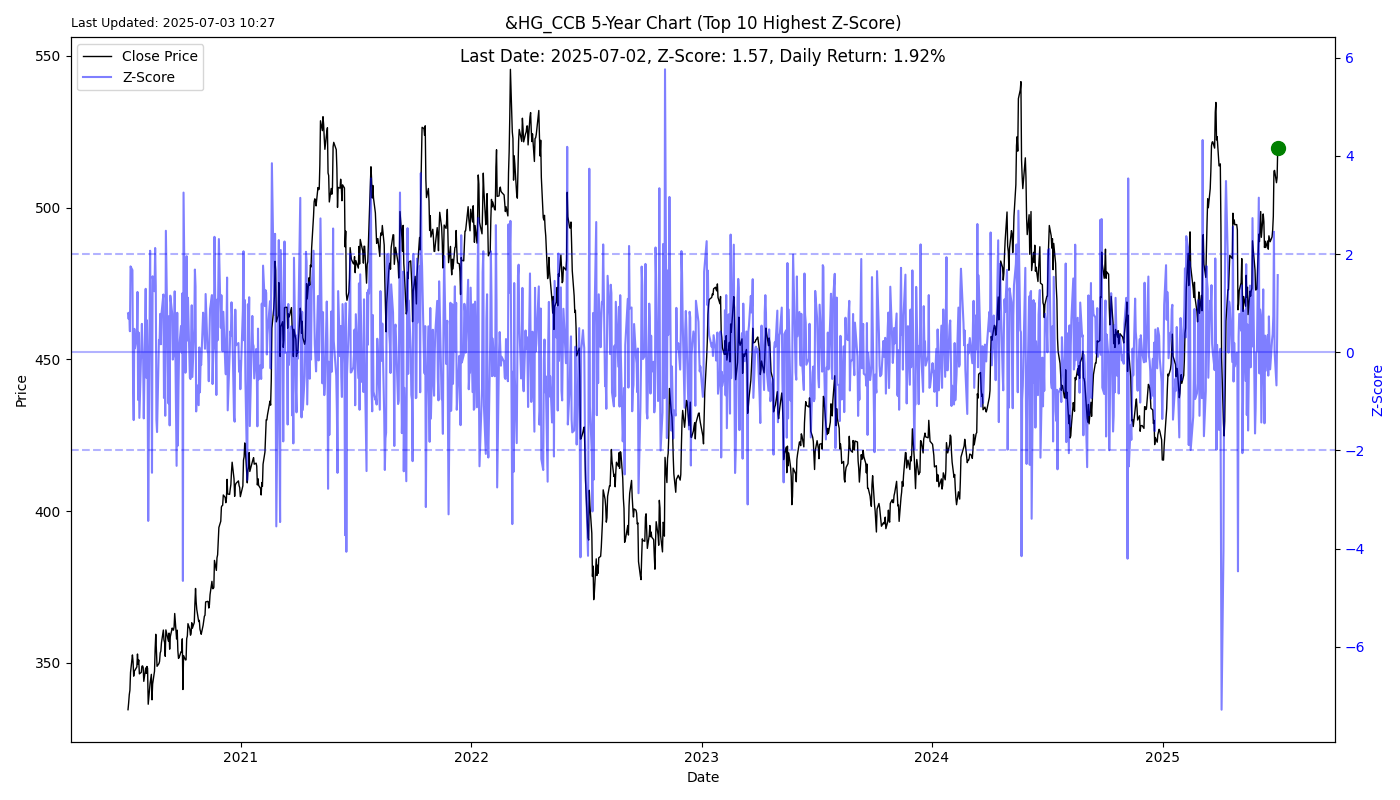 Last Updated: 2025-07-03 10:27
&HG_CCB 5-Year Chart (Top 10 Highest Z-Score)
Last Date: 2025-07-02, Z-Score: 1.57, Daily Return: 1.92%
Close Price
Z-Score
550
500
450
400
350
Price
6
4
2
0
−2
−4
−6
Z-Score
2021
2022
2023
2024
2025
Date